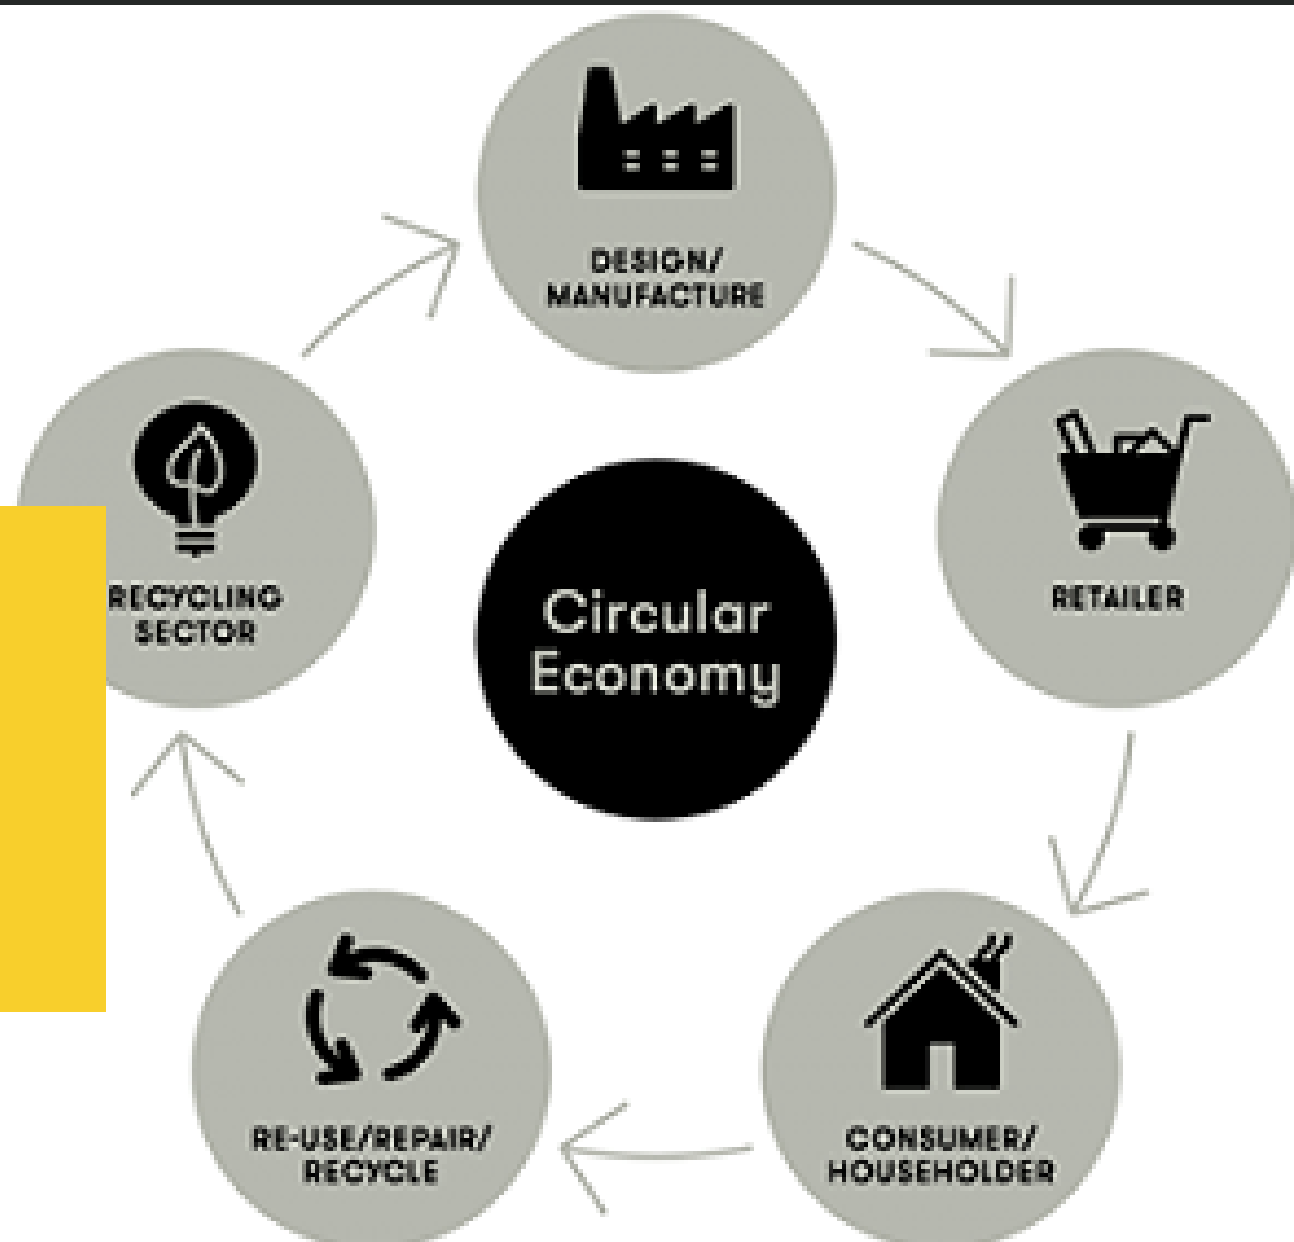 DESIGN/
MANUFACTURE
RETAILER
CONSUMER/
HOUSEHOLDER
RE-USE/REPAIR/
RECYCLE
RECYCLING
SECTOR
Circular
Economy